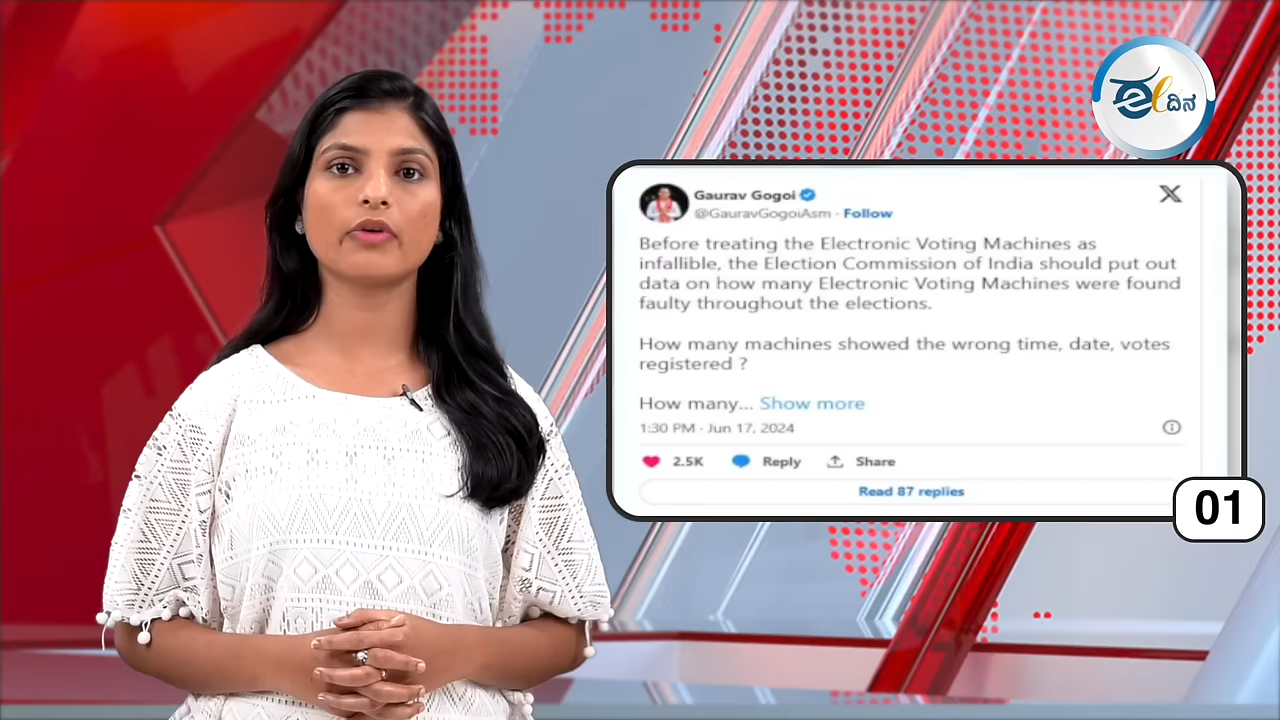 ಈ ದಿನ
Gaurav Gogoi
@GauravGogoiAsm · Follow
Before treating the Electronic Voting Machines as
infallible, the Election Commission of India should put out
data on how many Electronic Voting Machines were found
faulty throughout the elections.
How many machines showed the wrong time, date, votes
registered ?
How many... Show more
1:30 PM · Jun 17, 2024
2.5K Reply Share
Read 87 replies
01